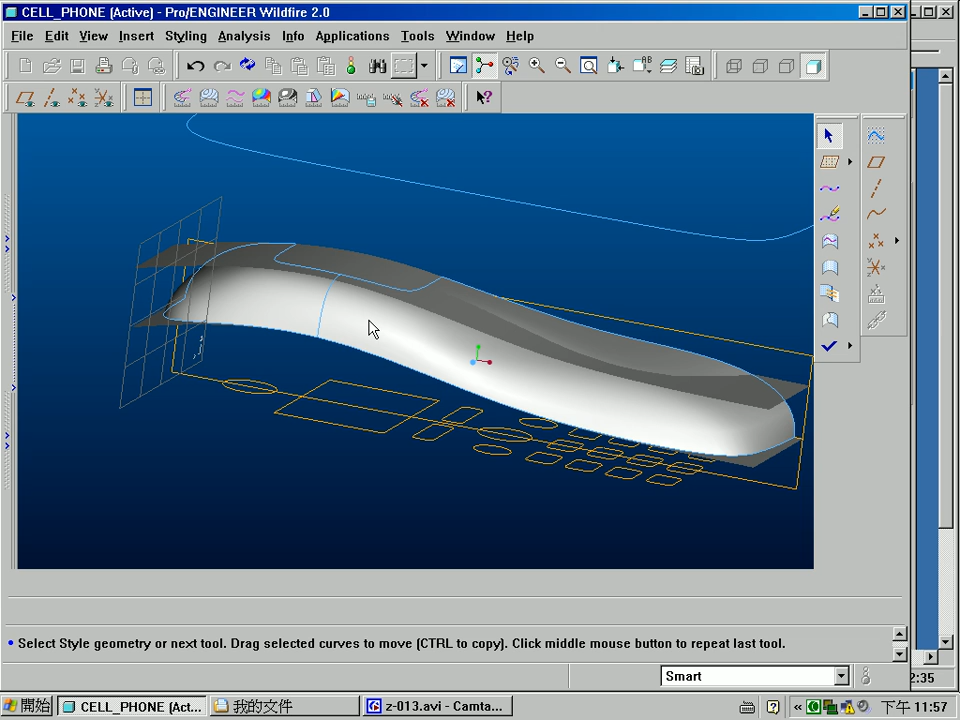 CELL_PHONE (Active) - Pro/ENGINEER Wildfire 2.0
File Edit View Insert Styling Analysis Info Applications Tools Window Help
• Select Style geometry or next tool. Drag selected curves to move (CTRL to copy). Click middle mouse button to repeat last tool.
Smart
2:35
開始 CELL_PHONE (Act... 我的文件 z-013.avi - Camta... « 下午 11:57